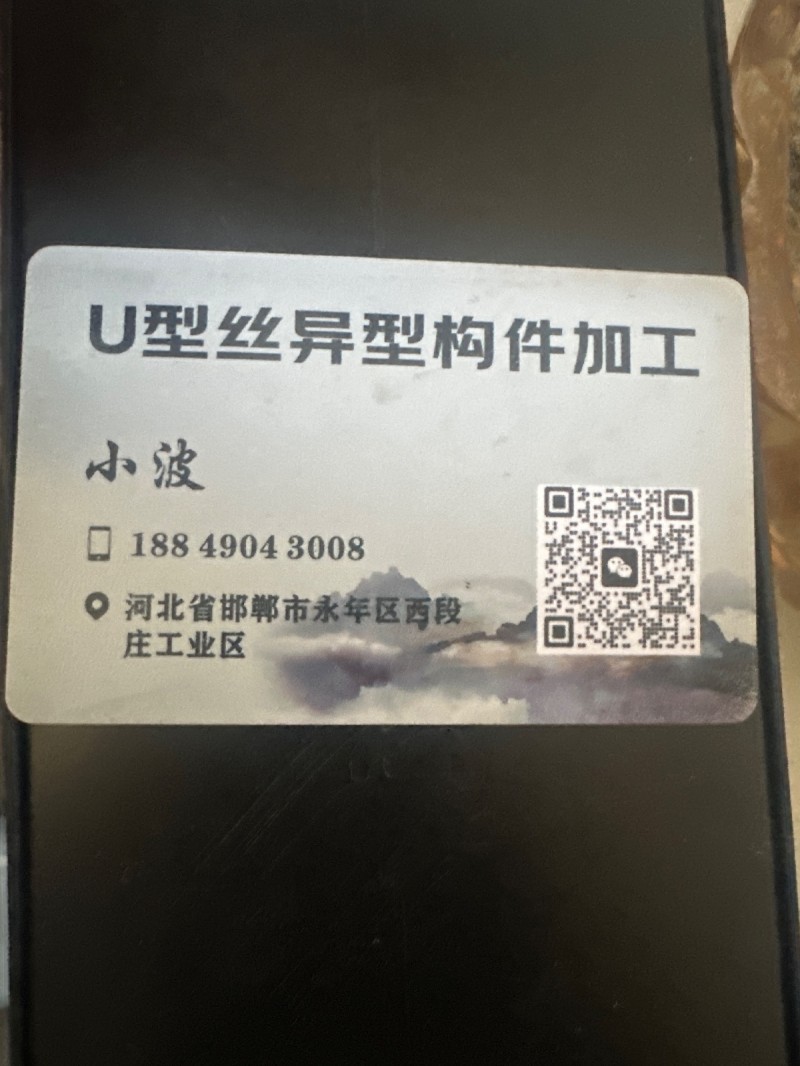 U型丝异型构件加工
小波
188 4904 3008
河北省邯郸市永年区西段
庄工业区